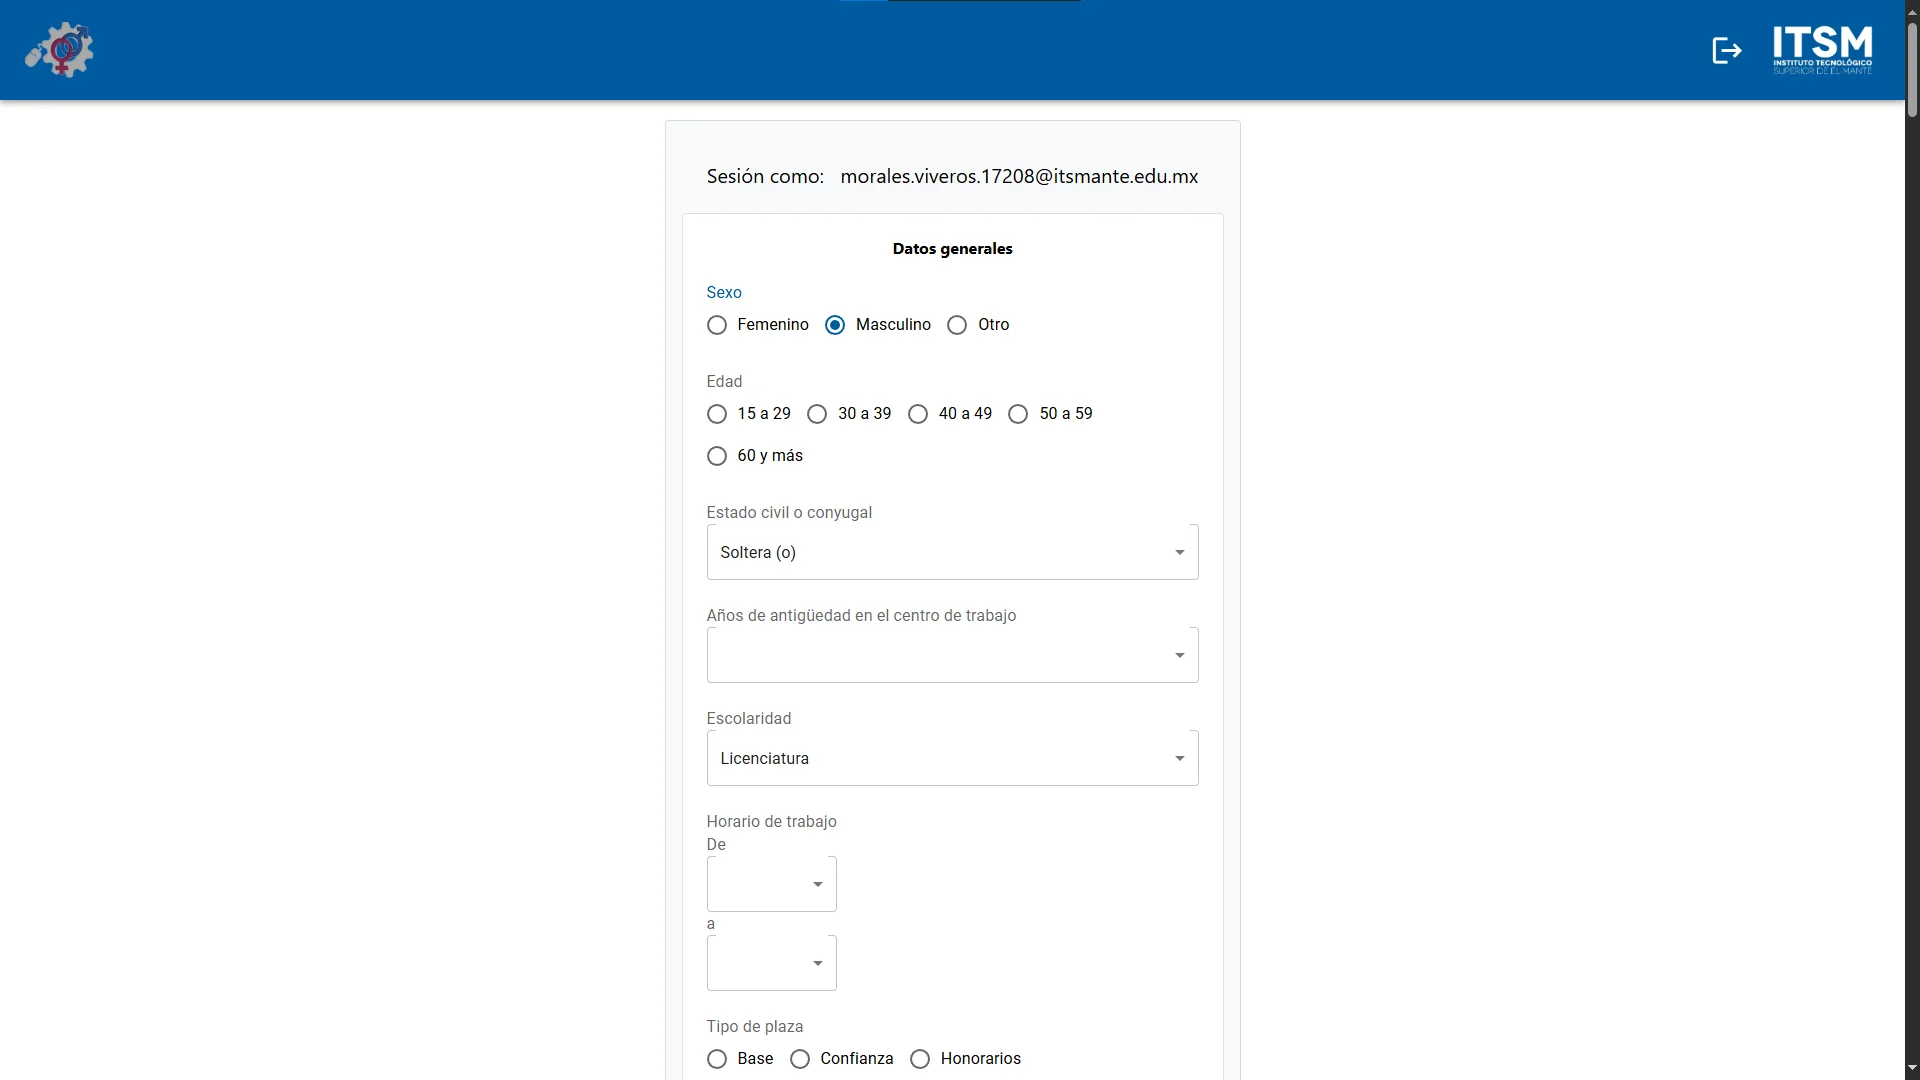 ITSM
INSTITUTO TECNOLÓGICO
SUPERIOR DE EL MANTE
Sesión como: morales.viveros.17208@itsmante.edu.mx
Datos generales
Sexo
Femenino Masculino Otro
Edad
15 a 29 30 a 39 40 a 49 50 a 59
60 y más
Estado civil o conyugal
Soltera (o)
Años de antigüedad en el centro de trabajo
Escolaridad
Licenciatura
Horario de trabajo
De
a
Tipo de plaza
Base Confianza Honorarios